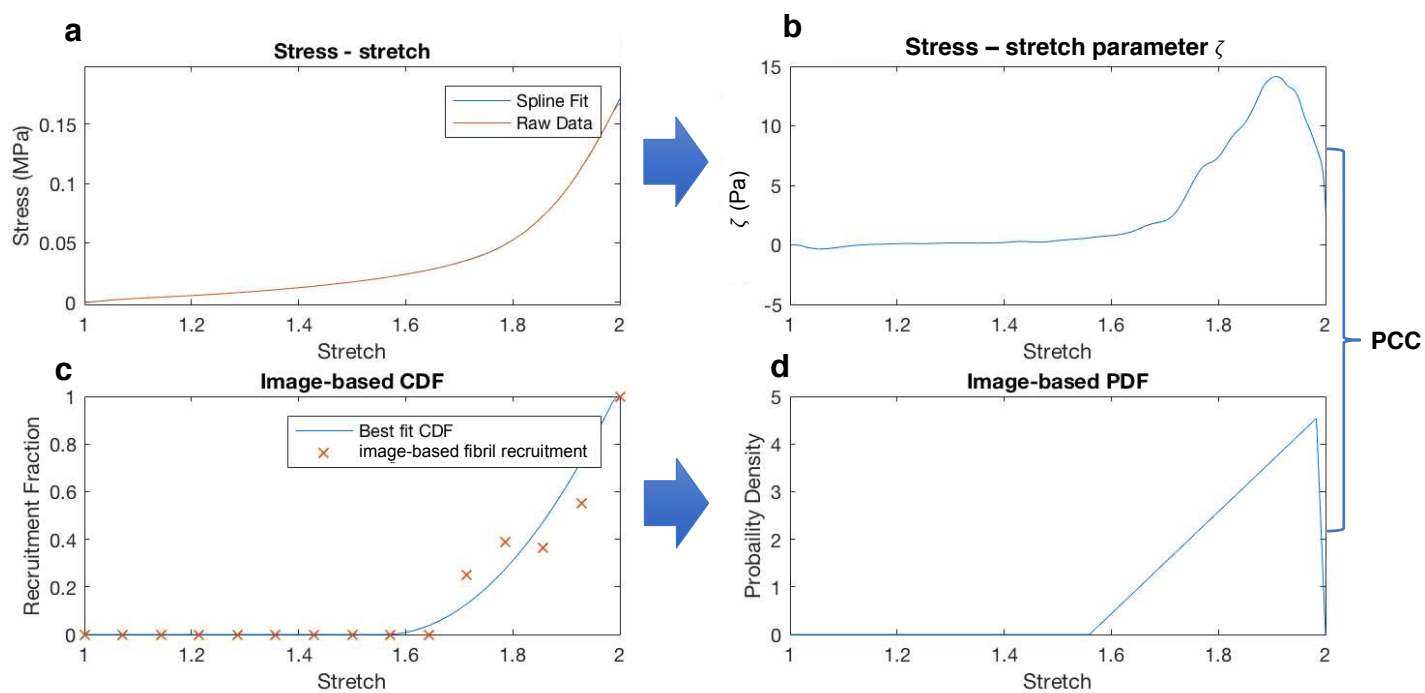 a
Stress - stretch
Stress (MPa)
0.15
0.1
0.05
0
Spline Fit
Raw Data
1 1.2 1.4 1.6 1.8 2
Stretch
b
Stress – stretch parameter ζ
ζ (Pa)
15
10
5
0
-5
1 1.2 1.4 1.6 1.8 2
Stretch
PCC
c
Image-based CDF
Recruitment Fraction
1
0.8
0.6
0.4
0.2
0
Best fit CDF
image-based fibril recruitment
1 1.2 1.4 1.6 1.8 2
Stretch
d
Image-based PDF
Probaility Density
5
4
3
2
1
0
1 1.2 1.4 1.6 1.8 2
Stretch